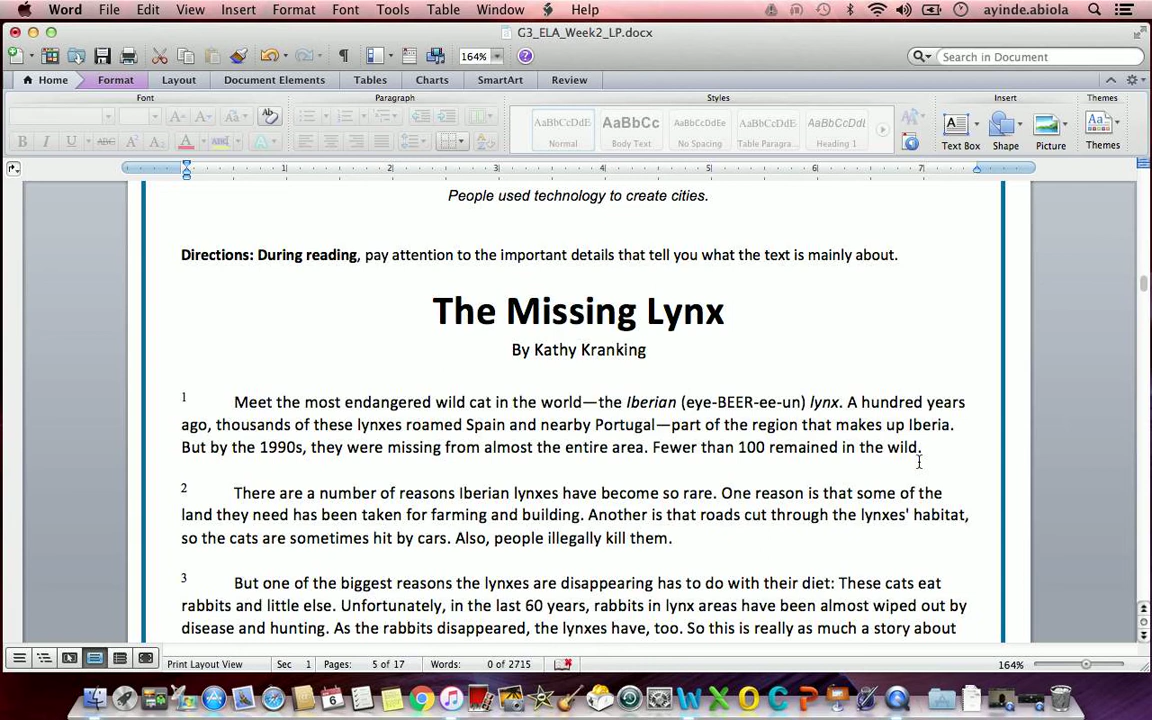 Word File Edit View Insert Format Font Tools Table Window Help ayinde.abiola
G3_ELA_Week2_LP.docx
164% Search in Document
Home Format Layout Document Elements Tables Charts SmartArt Review
Font Paragraph Styles Insert Themes
AaBbCcDdE AaBbCc AaBbCcDdEe AaBbCcDdE AaBbCcDdI
Normal Body Text No Spacing Table Paragra... Heading 1 Text Box Shape Picture Themes
B I U ABC A A
1 2 3 4 5 6 7
People used technology to create cities.
Directions: During reading, pay attention to the important details that tell you what the text is mainly about.
The Missing Lynx
By Kathy Kranking
1 Meet the most endangered wild cat in the world—the Iberian (eye-BEER-ee-un) lynx. A hundred years
ago, thousands of these lynxes roamed Spain and nearby Portugal—part of the region that makes up Iberia.
But by the 1990s, they were missing from almost the entire area. Fewer than 100 remained in the wild.
2 There are a number of reasons Iberian lynxes have become so rare. One reason is that some of the
land they need has been taken for farming and building. Another is that roads cut through the lynxes' habitat,
so the cats are sometimes hit by cars. Also, people illegally kill them.
3 But one of the biggest reasons the lynxes are disappearing has to do with their diet: These cats eat
rabbits and little else. Unfortunately, in the last 60 years, rabbits in lynx areas have been almost wiped out by
disease and hunting. As the rabbits disappeared, the lynxes have, too. So this is really as much a story about
Print Layout View Sec 1 Pages: 5 of 17 Words: 0 of 2715 164%